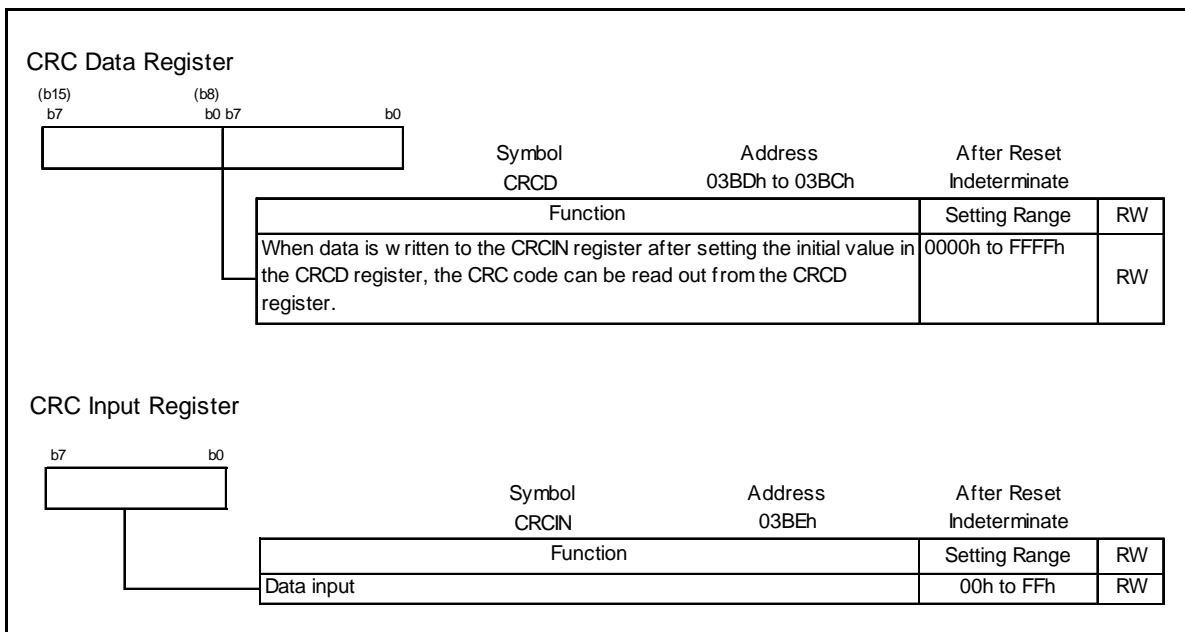 CRC Data Register
(b15) (b8)
b7 b0 b7 b0
Symbol Address After Reset
CRCD 03BDh to 03BCh Indeterminate
Function Setting Range RW
When data is w ritten to the CRCIN register after setting the initial value in 0000h to FFFFh
the CRCD register, the CRC code can be read out from the CRCD RW
register.
CRC Input Register
b7 b0
Symbol Address After Reset
CRCIN 03BEh Indeterminate
Function Setting Range RW
Data input 00h to FFh RW